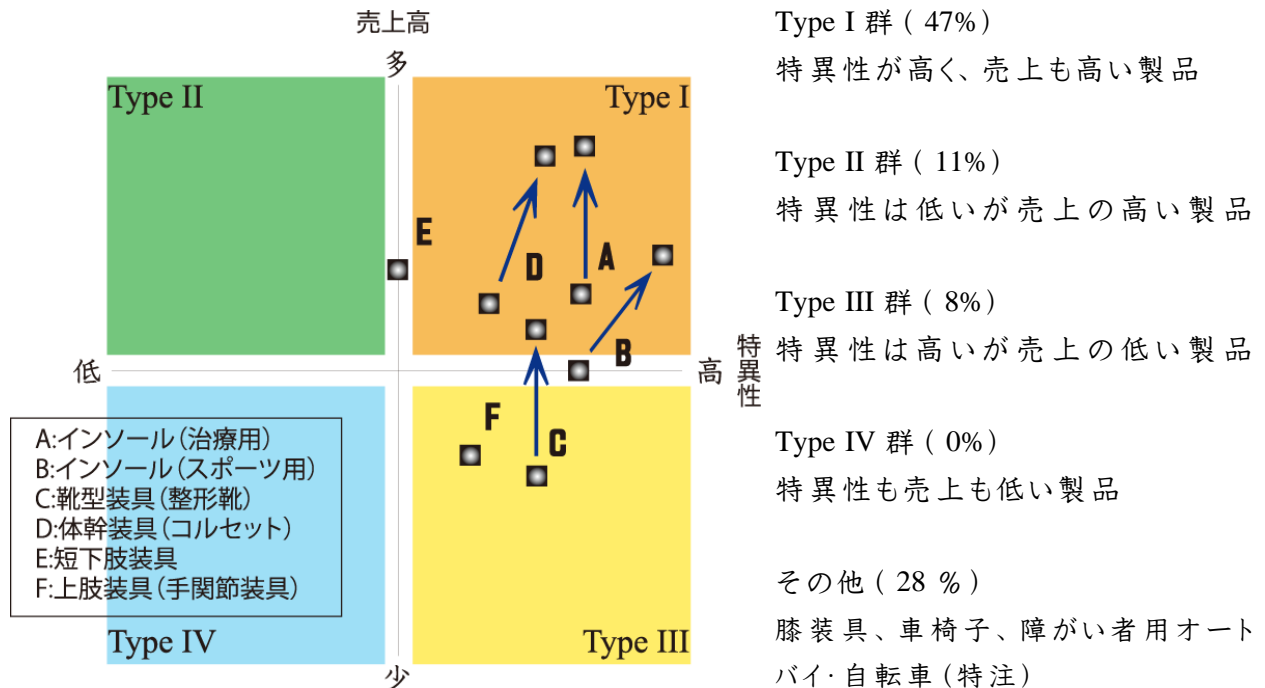 売上高
多
Type II
Type I
E
D
A
B
低
高
特異性
F
C
A:インソール(治療用)
B:インソール(スポーツ用)
C:靴型装具(整形靴)
D:体幹装具(コルセット)
E:短下肢装具
F:上肢装具(手関節装具)
Type IV
Type III
少
Type I 群 ( 47%)
特異性が高く、売上も高い製品
Type II 群 ( 11%)
特異性は低いが売上の高い製品
Type III 群 ( 8%)
特異性は高いが売上の低い製品
Type IV 群 ( 0%)
特異性も売上も低い製品
その他 ( 28 %)
膝装具、車椅子、障がい者用オート
バイ·自転車(特注)